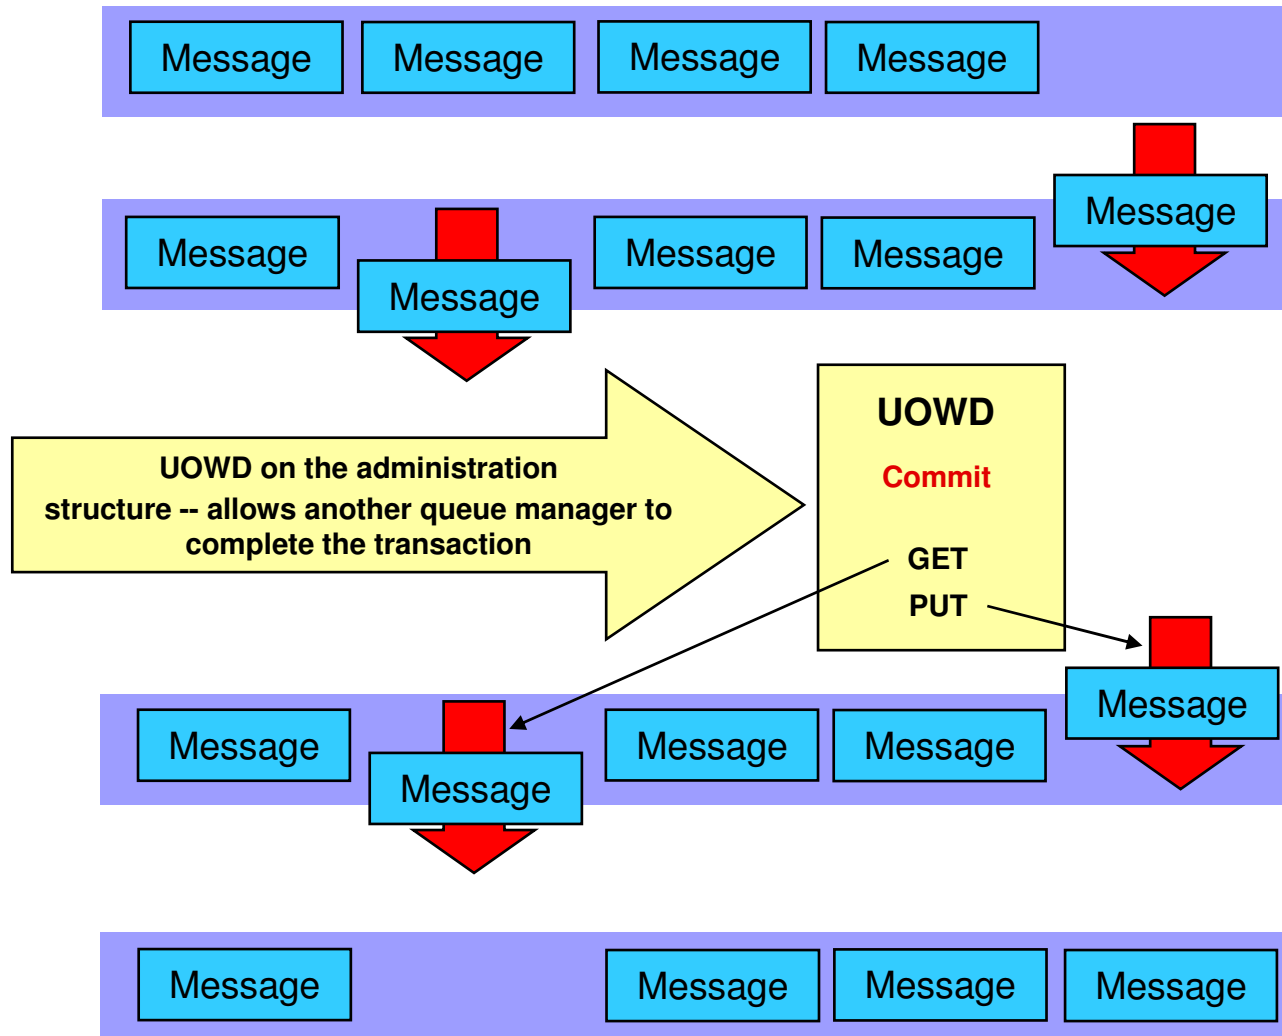 Message
Message
Message
Message
Message
Message
Message
Message
Message
Message
UOWD on the administration
structure -- allows another queue manager to
complete the transaction
UOWD
Commit
GET
PUT
Message
Message
Message
Message
Message
Message
Message
Message
Message